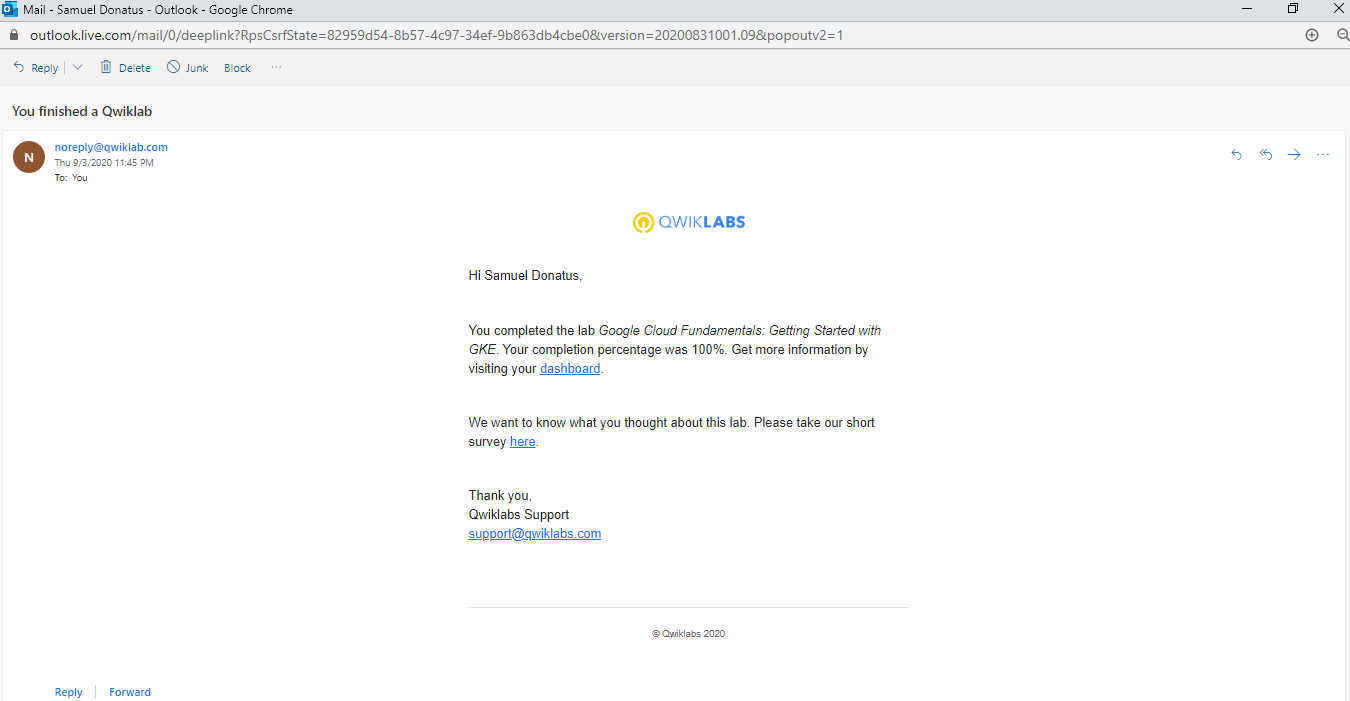 Mail - Samuel Donatus - Outlook - Google Chrome
outlook.live.com/mail/0/deeplink?RpsCsrfState=82959d54-8b57-4c97-34ef-9b863db4cbe0&version=20200831001.09&popoutv2=1
Reply Delete Junk Block ...
You finished a Qwiklab
N
noreply@qwiklab.com
Thu 9/3/2020 11:45 PM
To: You
QWIKLABS
Hi Samuel Donatus,
You completed the lab Google Cloud Fundamentals: Getting Started with
GKE. Your completion percentage was 100%. Get more information by
visiting your dashboard.
We want to know what you thought about this lab. Please take our short
survey here.
Thank you,
Qwiklabs Support
support@qwiklabs.com
© Qwiklabs 2020
Reply Forward